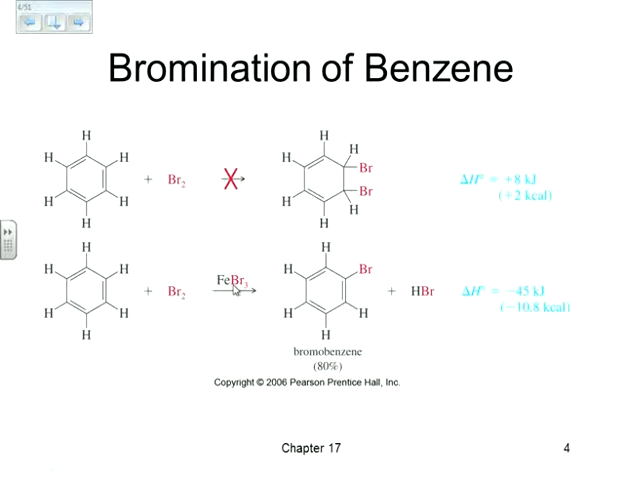 4/51
Bromination of Benzene
H
H H
H H
H
+ Br2
H
H H
Br
Br
H H
H
ΔH° = +8 kJ
(+2 kcal)
H
H H
H H
H
+ Br2
FeBr3
H
H Br
H H
H
+ HBr
ΔH° = −45 kJ
(−10.8 kcal)
bromobenzene
(80%)
Copyright © 2006 Pearson Prentice Hall, Inc.
Chapter 17
4